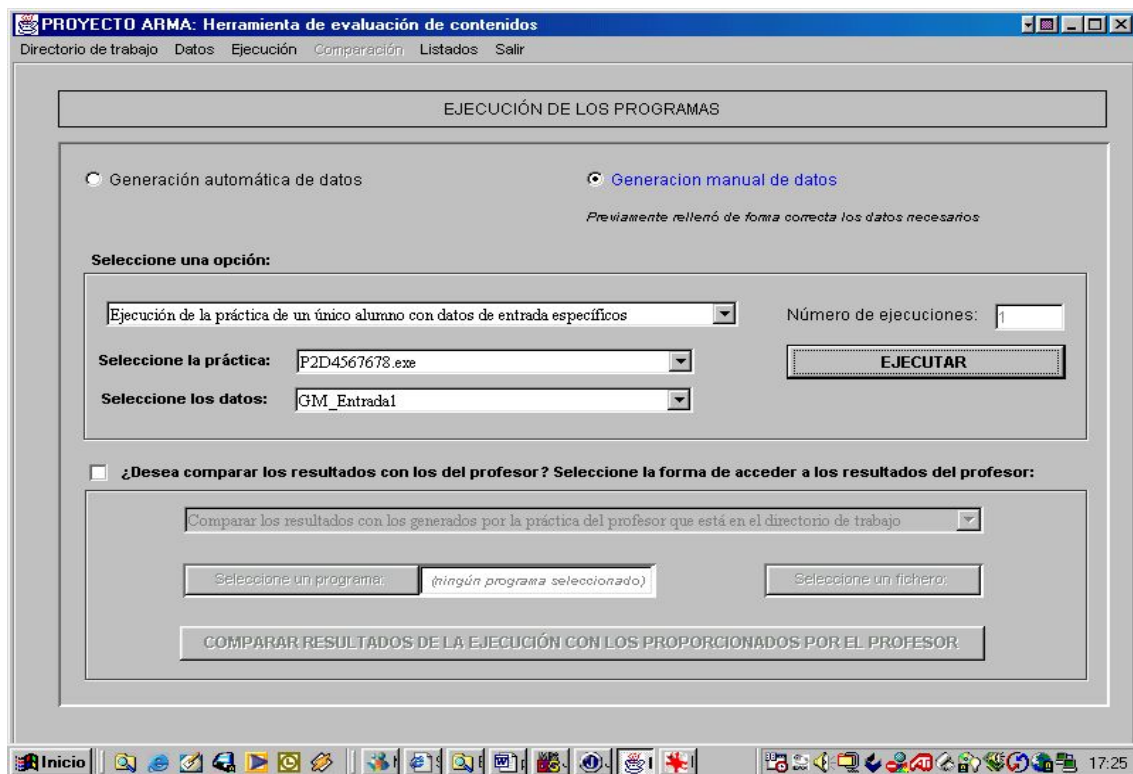 PROYECTO ARMA: Herramienta de evaluación de contenidos
Directorio de trabajo Datos Ejecución Comparación Listados Salir
EJECUCIÓN DE LOS PROGRAMAS
Generación automática de datos
Generacion manual de datos
Previamente rellenó de forma correcta los datos necesarios
Seleccione una opción:
Ejecución de la práctica de un único alumno con datos de entrada específicos
Número de ejecuciones: 1
Seleccione la práctica: P2D4567678.exe
EJECUTAR
Seleccione los datos: GM_Entrada1
¿Desea comparar los resultados con los del profesor? Seleccione la forma de acceder a los resultados del profesor:
Comparar los resultados con los generados por la práctica del profesor que está en el directorio de trabajo
Seleccione un programa: (ningún programa seleccionado) Seleccione un fichero:
COMPARAR RESULTADOS DE LA EJECUCIÓN CON LOS PROPORCIONADOS POR EL PROFESOR
Inicio 17:25